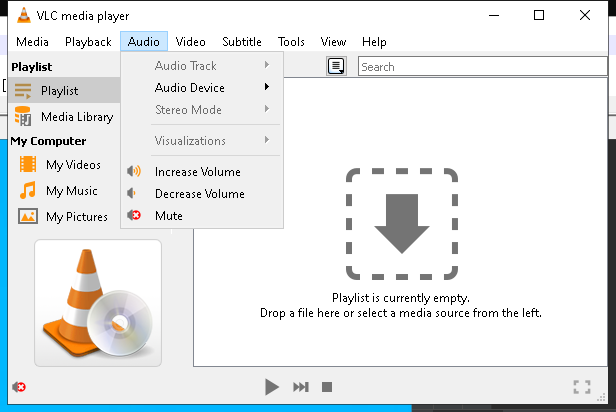 VLC media player
Media Playback Audio Video Subtitle Tools View Help
Playlist
Playlist
Media Library
My Computer
My Videos
My Music
My Pictures
Audio Track
Audio Device
Stereo Mode
Visualizations
Increase Volume
Decrease Volume
Mute
Search
Playlist is currently empty.
Drop a file here or select a media source from the left.